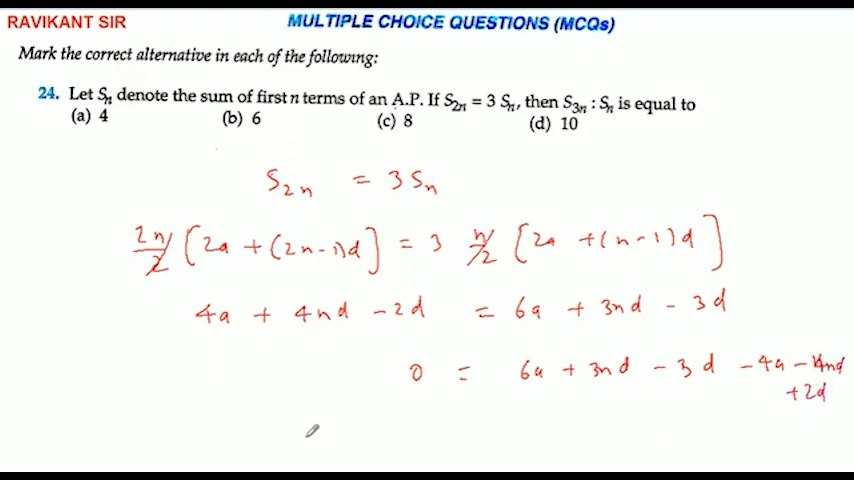 RAVIKANT SIR MULTIPLE CHOICE QUESTIONS (MCQs)
Mark the correct alternative in each of the following:
24. Let Sₙ denote the sum of first n terms of an A.P. If S₂ₙ = 3 Sₙ, then S₃ₙ : Sₙ is equal to
(a) 4 (b) 6 (c) 8 (d) 10
S₂ₙ = 3 Sₙ
2n/2 [2a + (2n-1)d] = 3 n/2 [2a + (n-1)d]
4a + 4nd - 2d = 6a + 3nd - 3d
0 = 6a + 3nd - 3d - 4a - 4nd
+ 2d